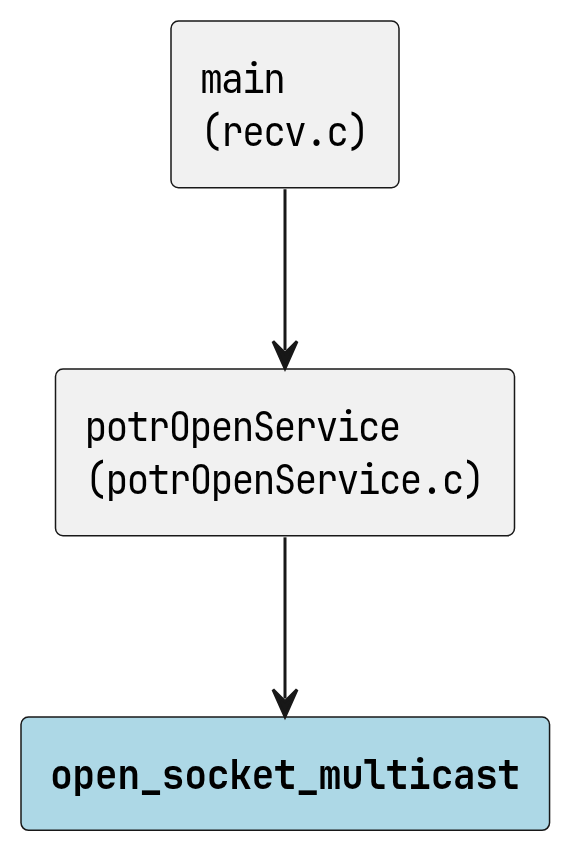 main
(recv.c)
potrOpenService
(potrOpenService.c)
open_socket_multicast